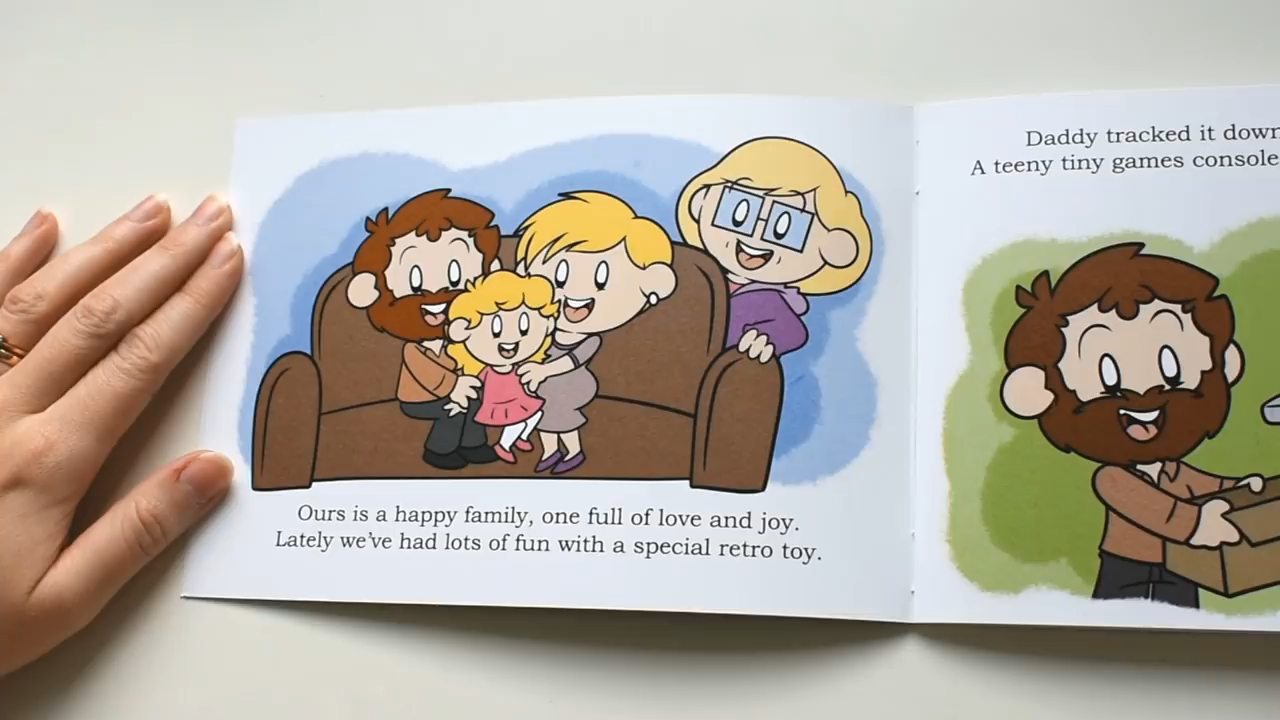 Ours is a happy family, one full of love and joy.
Lately we've had lots of fun with a special retro toy.
Daddy tracked it down
A teeny tiny games console